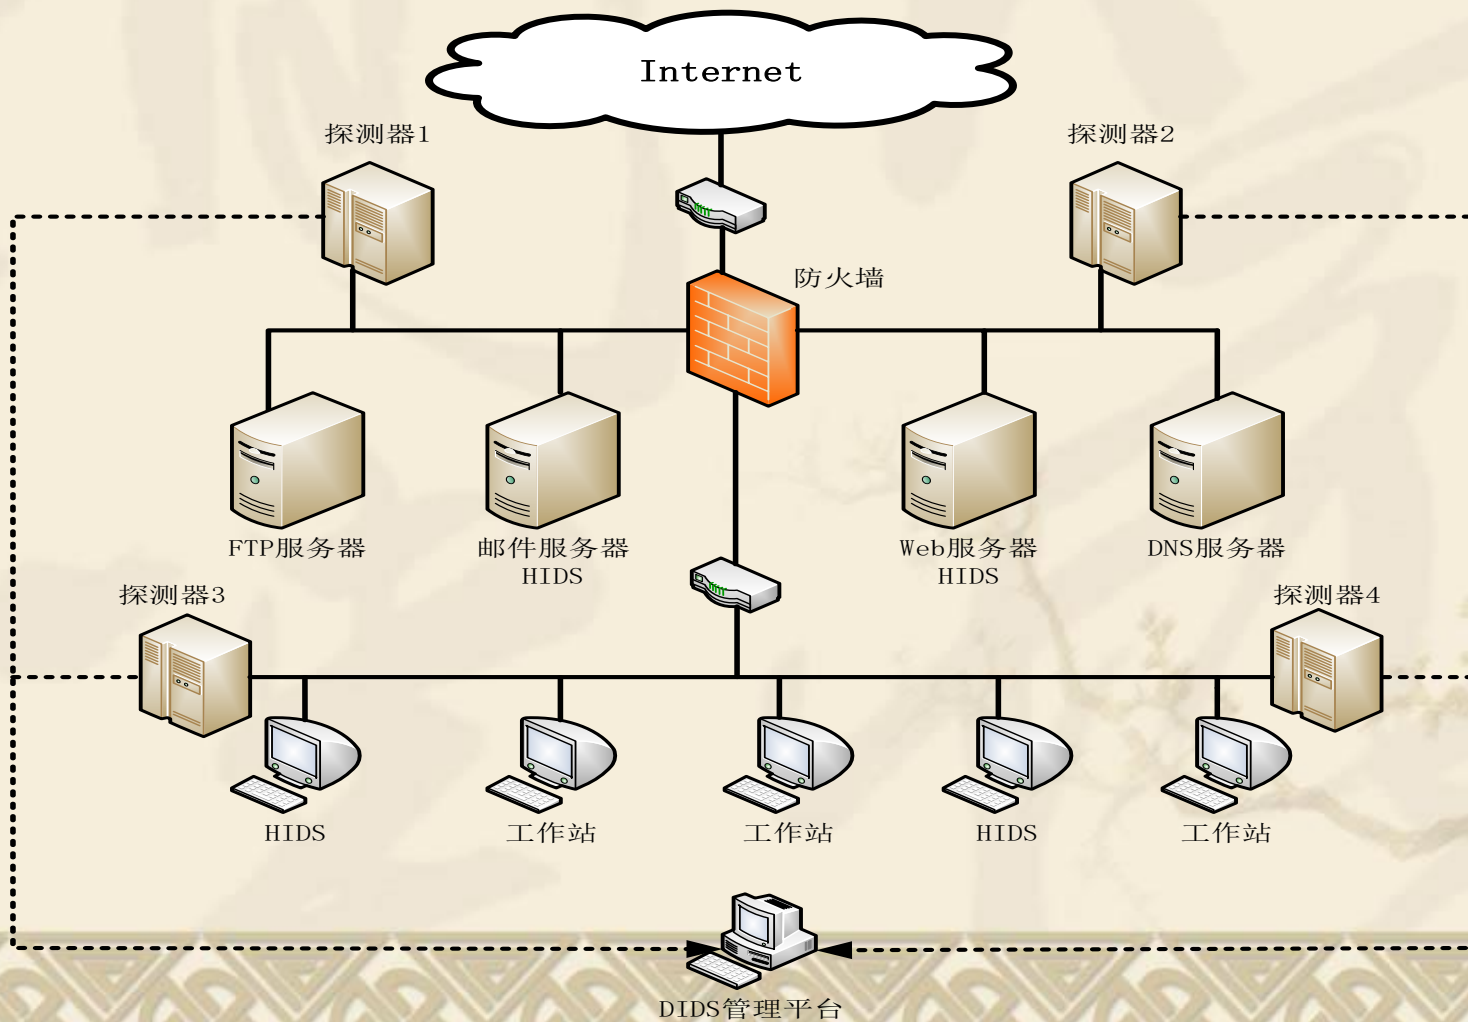 Internet
探测器1
探测器2
防火墙
FTP服务器
邮件服务器
HIDS
Web服务器
HIDS
DNS服务器
探测器3
探测器4
HIDS
工作站
工作站
HIDS
工作站
DIDS管理平台